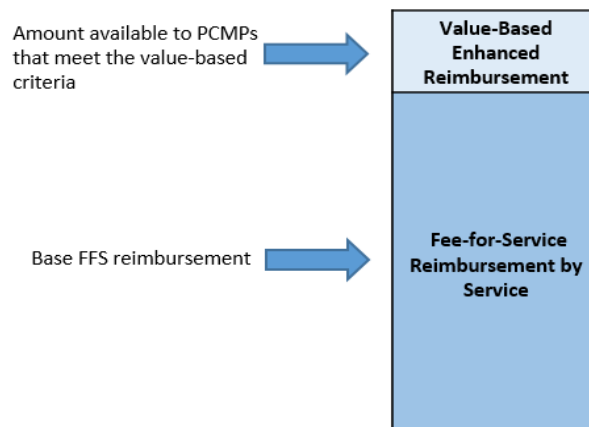 Amount available to PCMPs
that meet the value-based
criteria
Value-Based
Enhanced
Reimbursement
Base FFS reimbursement
Fee-for-Service
Reimbursement by
Service